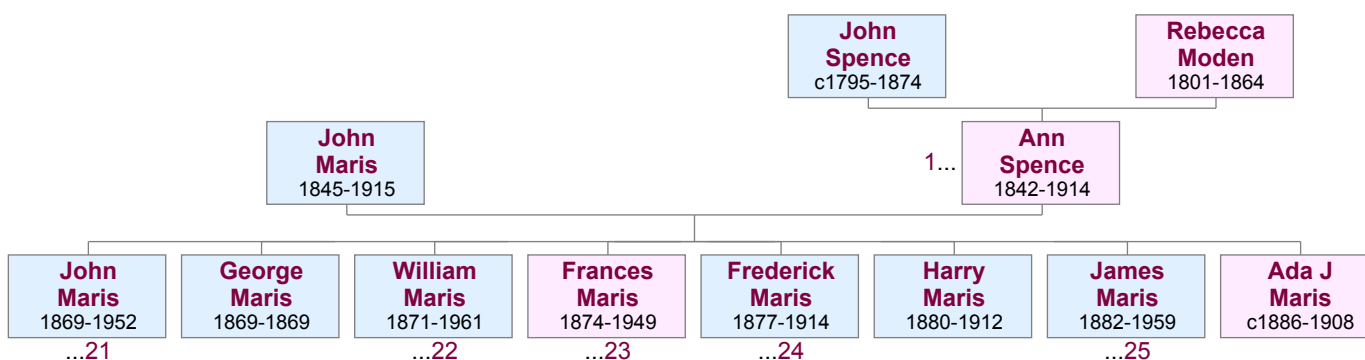 John
Spence
c1795-1874
Rebecca
Moden
1801-1864
John
Maris
1845-1915
1...
Ann
Spence
1842-1914
John
Maris
1869-1952
...21
George
Maris
1869-1869
William
Maris
1871-1961
...22
Frances
Maris
1874-1949
...23
Frederick
Maris
1877-1914
...24
Harry
Maris
1880-1912
James
Maris
1882-1959
...25
Ada J
Maris
c1886-1908